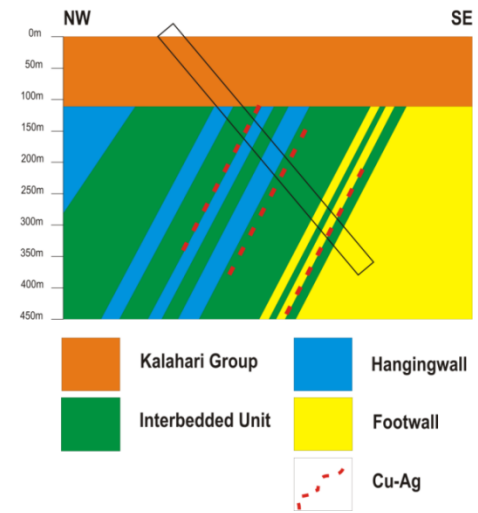 NW SE
0m
50m
100m
150m
200m
250m
300m
350m
400m
450m
Kalahari Group Hangingwall
Interbedded Unit Footwall
Cu-Ag